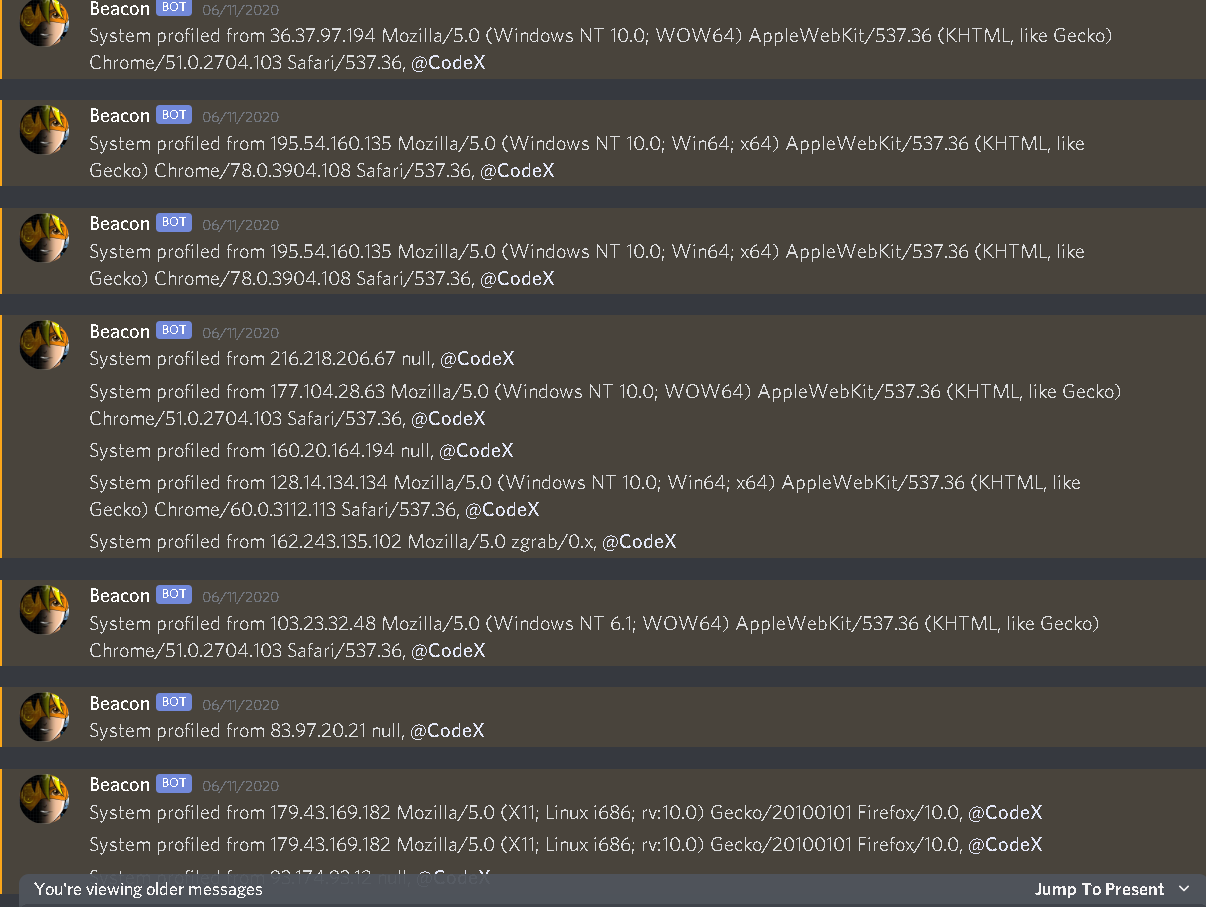 Beacon BOT 06/11/2020
System profiled from 36.37.97.194 Mozilla/5.0 (Windows NT 10.0; WOW64) AppleWebKit/537.36 (KHTML, like Gecko)
Chrome/51.0.2704.103 Safari/537.36, @CodeX
Beacon BOT 06/11/2020
System profiled from 195.54.160.135 Mozilla/5.0 (Windows NT 10.0; Win64; x64) AppleWebKit/537.36 (KHTML, like
Gecko) Chrome/78.0.3904.108 Safari/537.36, @CodeX
Beacon BOT 06/11/2020
System profiled from 195.54.160.135 Mozilla/5.0 (Windows NT 10.0; Win64; x64) AppleWebKit/537.36 (KHTML, like
Gecko) Chrome/78.0.3904.108 Safari/537.36, @CodeX
Beacon BOT 06/11/2020
System profiled from 216.218.206.67 null, @CodeX
System profiled from 177.104.28.63 Mozilla/5.0 (Windows NT 10.0; WOW64) AppleWebKit/537.36 (KHTML, like Gecko)
Chrome/51.0.2704.103 Safari/537.36, @CodeX
System profiled from 160.20.164.194 null, @CodeX
System profiled from 128.14.134.134 Mozilla/5.0 (Windows NT 10.0; Win64; x64) AppleWebKit/537.36 (KHTML, like
Gecko) Chrome/60.0.3112.113 Safari/537.36, @CodeX
System profiled from 162.243.135.102 Mozilla/5.0 zgrab/0.x, @CodeX
Beacon BOT 06/11/2020
System profiled from 103.23.32.48 Mozilla/5.0 (Windows NT 6.1; WOW64) AppleWebKit/537.36 (KHTML, like Gecko)
Chrome/51.0.2704.103 Safari/537.36, @CodeX
Beacon BOT 06/11/2020
System profiled from 83.97.20.21 null, @CodeX
Beacon BOT 06/11/2020
System profiled from 179.43.169.182 Mozilla/5.0 (X11; Linux i686; rv:10.0) Gecko/20100101 Firefox/10.0, @CodeX
System profiled from 179.43.169.182 Mozilla/5.0 (X11; Linux i686; rv:10.0) Gecko/20100101 Firefox/10.0, @CodeX
null, @CodeX
You're viewing older messages Jump To Present